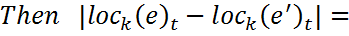 Then |loc_k(e)_t − loc_k(e′)_t| =